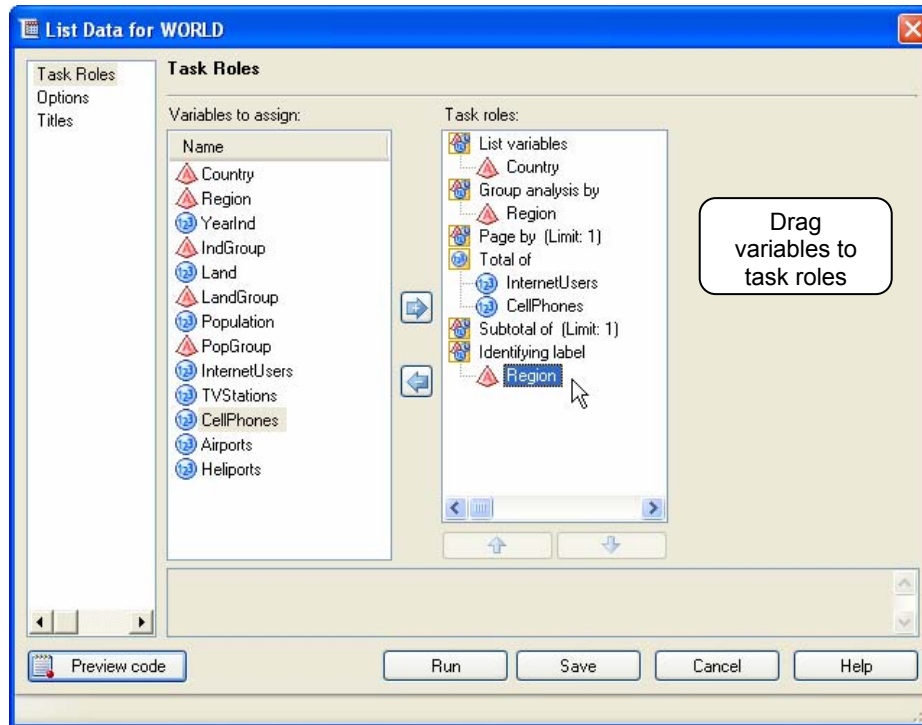 List Data for WORLD
Task Roles
Options
Titles
Task Roles
Variables to assign:
Name
Country
Region
YearInd
IndGroup
Land
LandGroup
Population
PopGroup
InternetUsers
TVStations
CellPhones
Airports
Heliports
Task roles:
List variables
Country
Group analysis by
Region
Page by (Limit: 1)
Total of
InternetUsers
CellPhones
Subtotal of (Limit: 1)
Identifying label
Region
Drag
variables to
task roles
Preview code
Run
Save
Cancel
Help